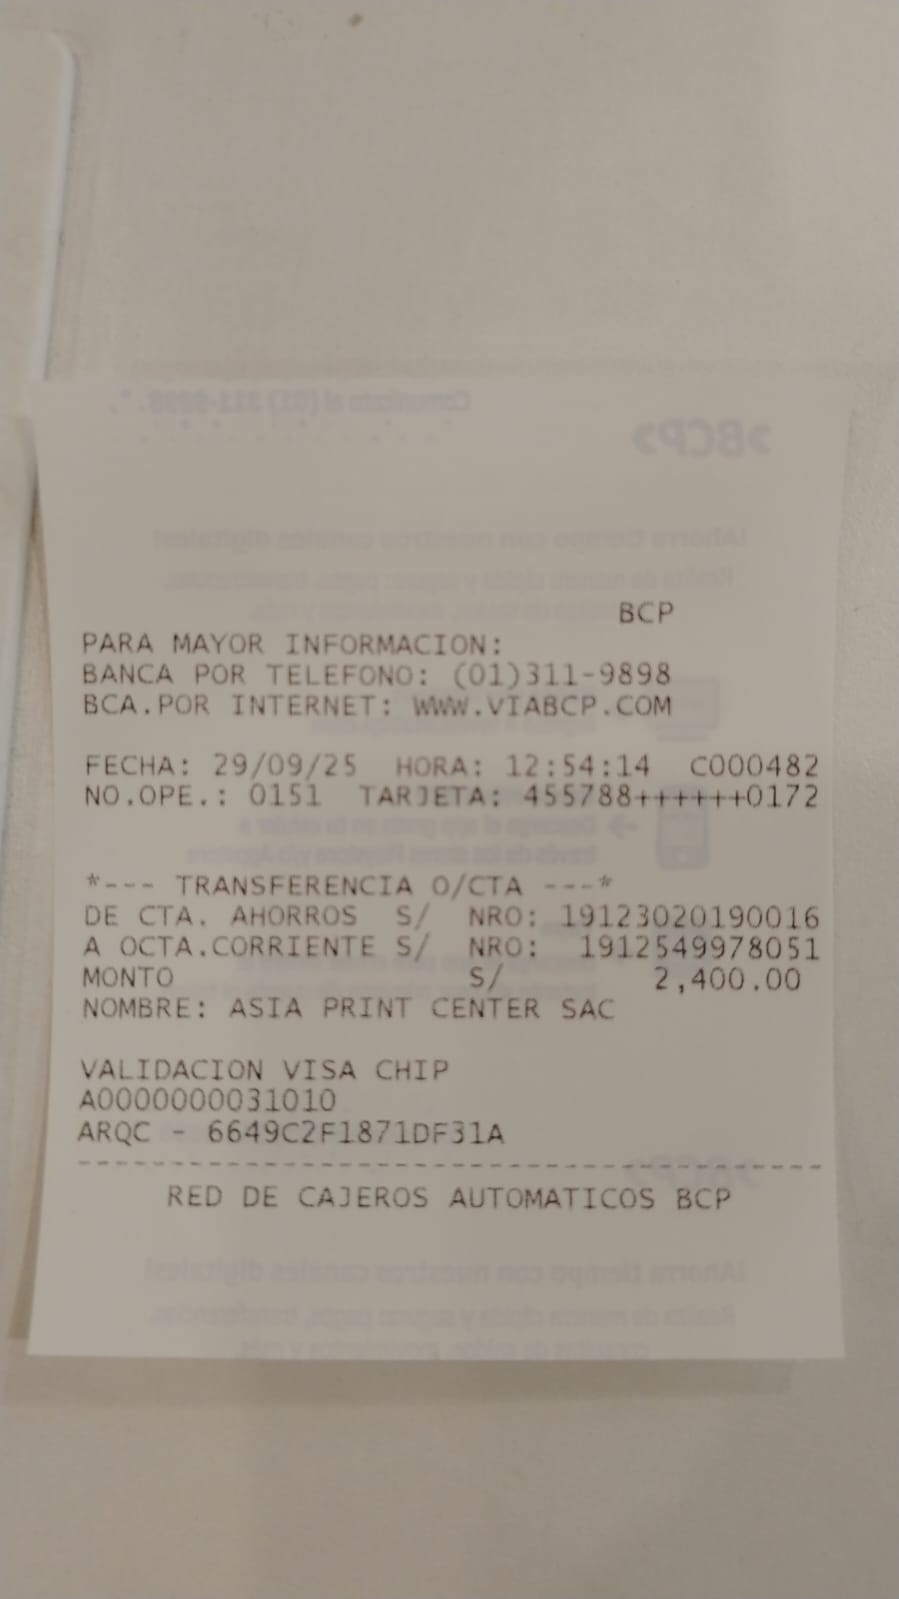 BCP
PARA MAYOR INFORMACION:
BANCA POR TELEFONO: (01)311-9898
BCA.POR INTERNET: WWW.VIABCP.COM
FECHA: 29/09/25 HORA: 12:54:14 C000482
NO.OPE.: 0151 TARJETA: 455788++++++0172
*--- TRANSFERENCIA O/CTA ---*
DE CTA. AHORROS S/ NRO: 19123020190016
A OCTA.CORRIENTE S/ NRO: 1912549978051
MONTO S/ 2,400.00
NOMBRE: ASIA PRINT CENTER SAC
VALIDACION VISA CHIP
A0000000031010
ARQC - 6649C2F1871DF31A
--------------------------------
RED DE CAJEROS AUTOMATICOS BCP